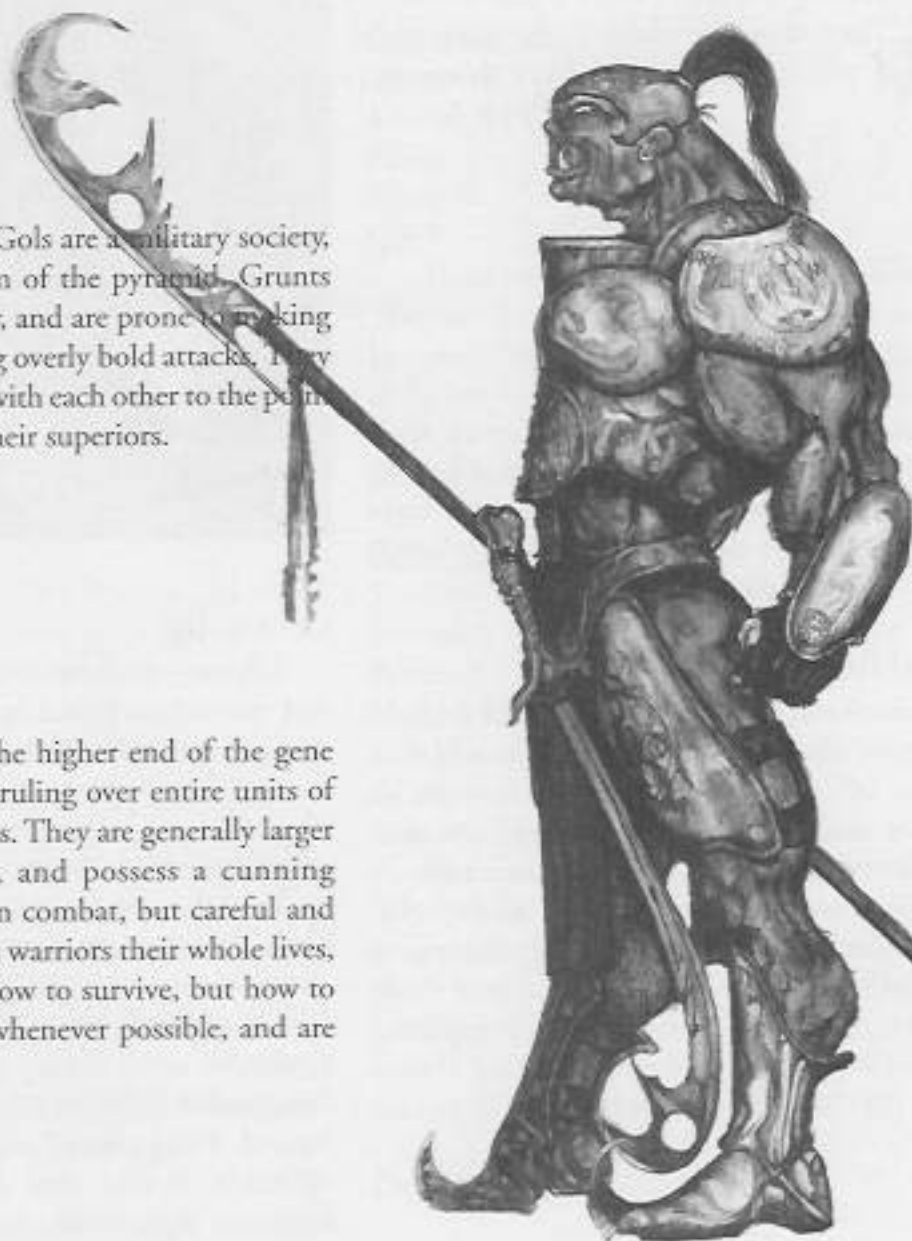 Gols are a military society,
n of the pyramid. Grunts
, and are prone to making
g overly bold attacks. They
with each other to the point
heir superiors.
he higher end of the gene
ruling over entire units of
s. They are generally larger
, and possess a cunning
n combat, but careful and
warriors their whole lives,
ow to survive, but how to
whenever possible, and are